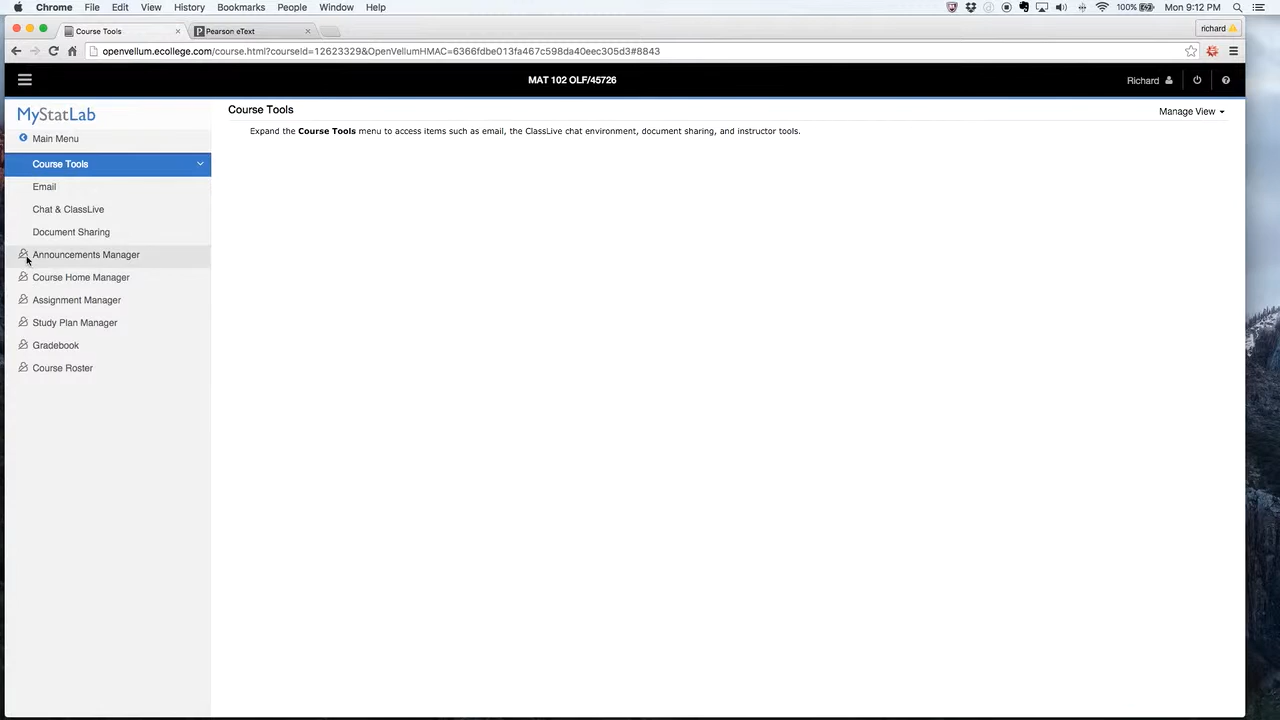 Chrome File Edit View History Bookmarks People Window Help 100% Mon 9:12 PM
Course Tools Pearson eText richard
openvellum.ecollege.com/course.html?courseId=12623329&OpenVellumHMAC=6366fdbe013fa467c598da40eec305d3#8843
MAT 102 OLF/45726 Richard
MyStatLab
Main Menu
Course Tools
Email
Chat & ClassLive
Document Sharing
Announcements Manager
Course Home Manager
Assignment Manager
Study Plan Manager
Gradebook
Course Roster
Course Tools
Manage View
Expand the Course Tools menu to access items such as email, the ClassLive chat environment, document sharing, and instructor tools.